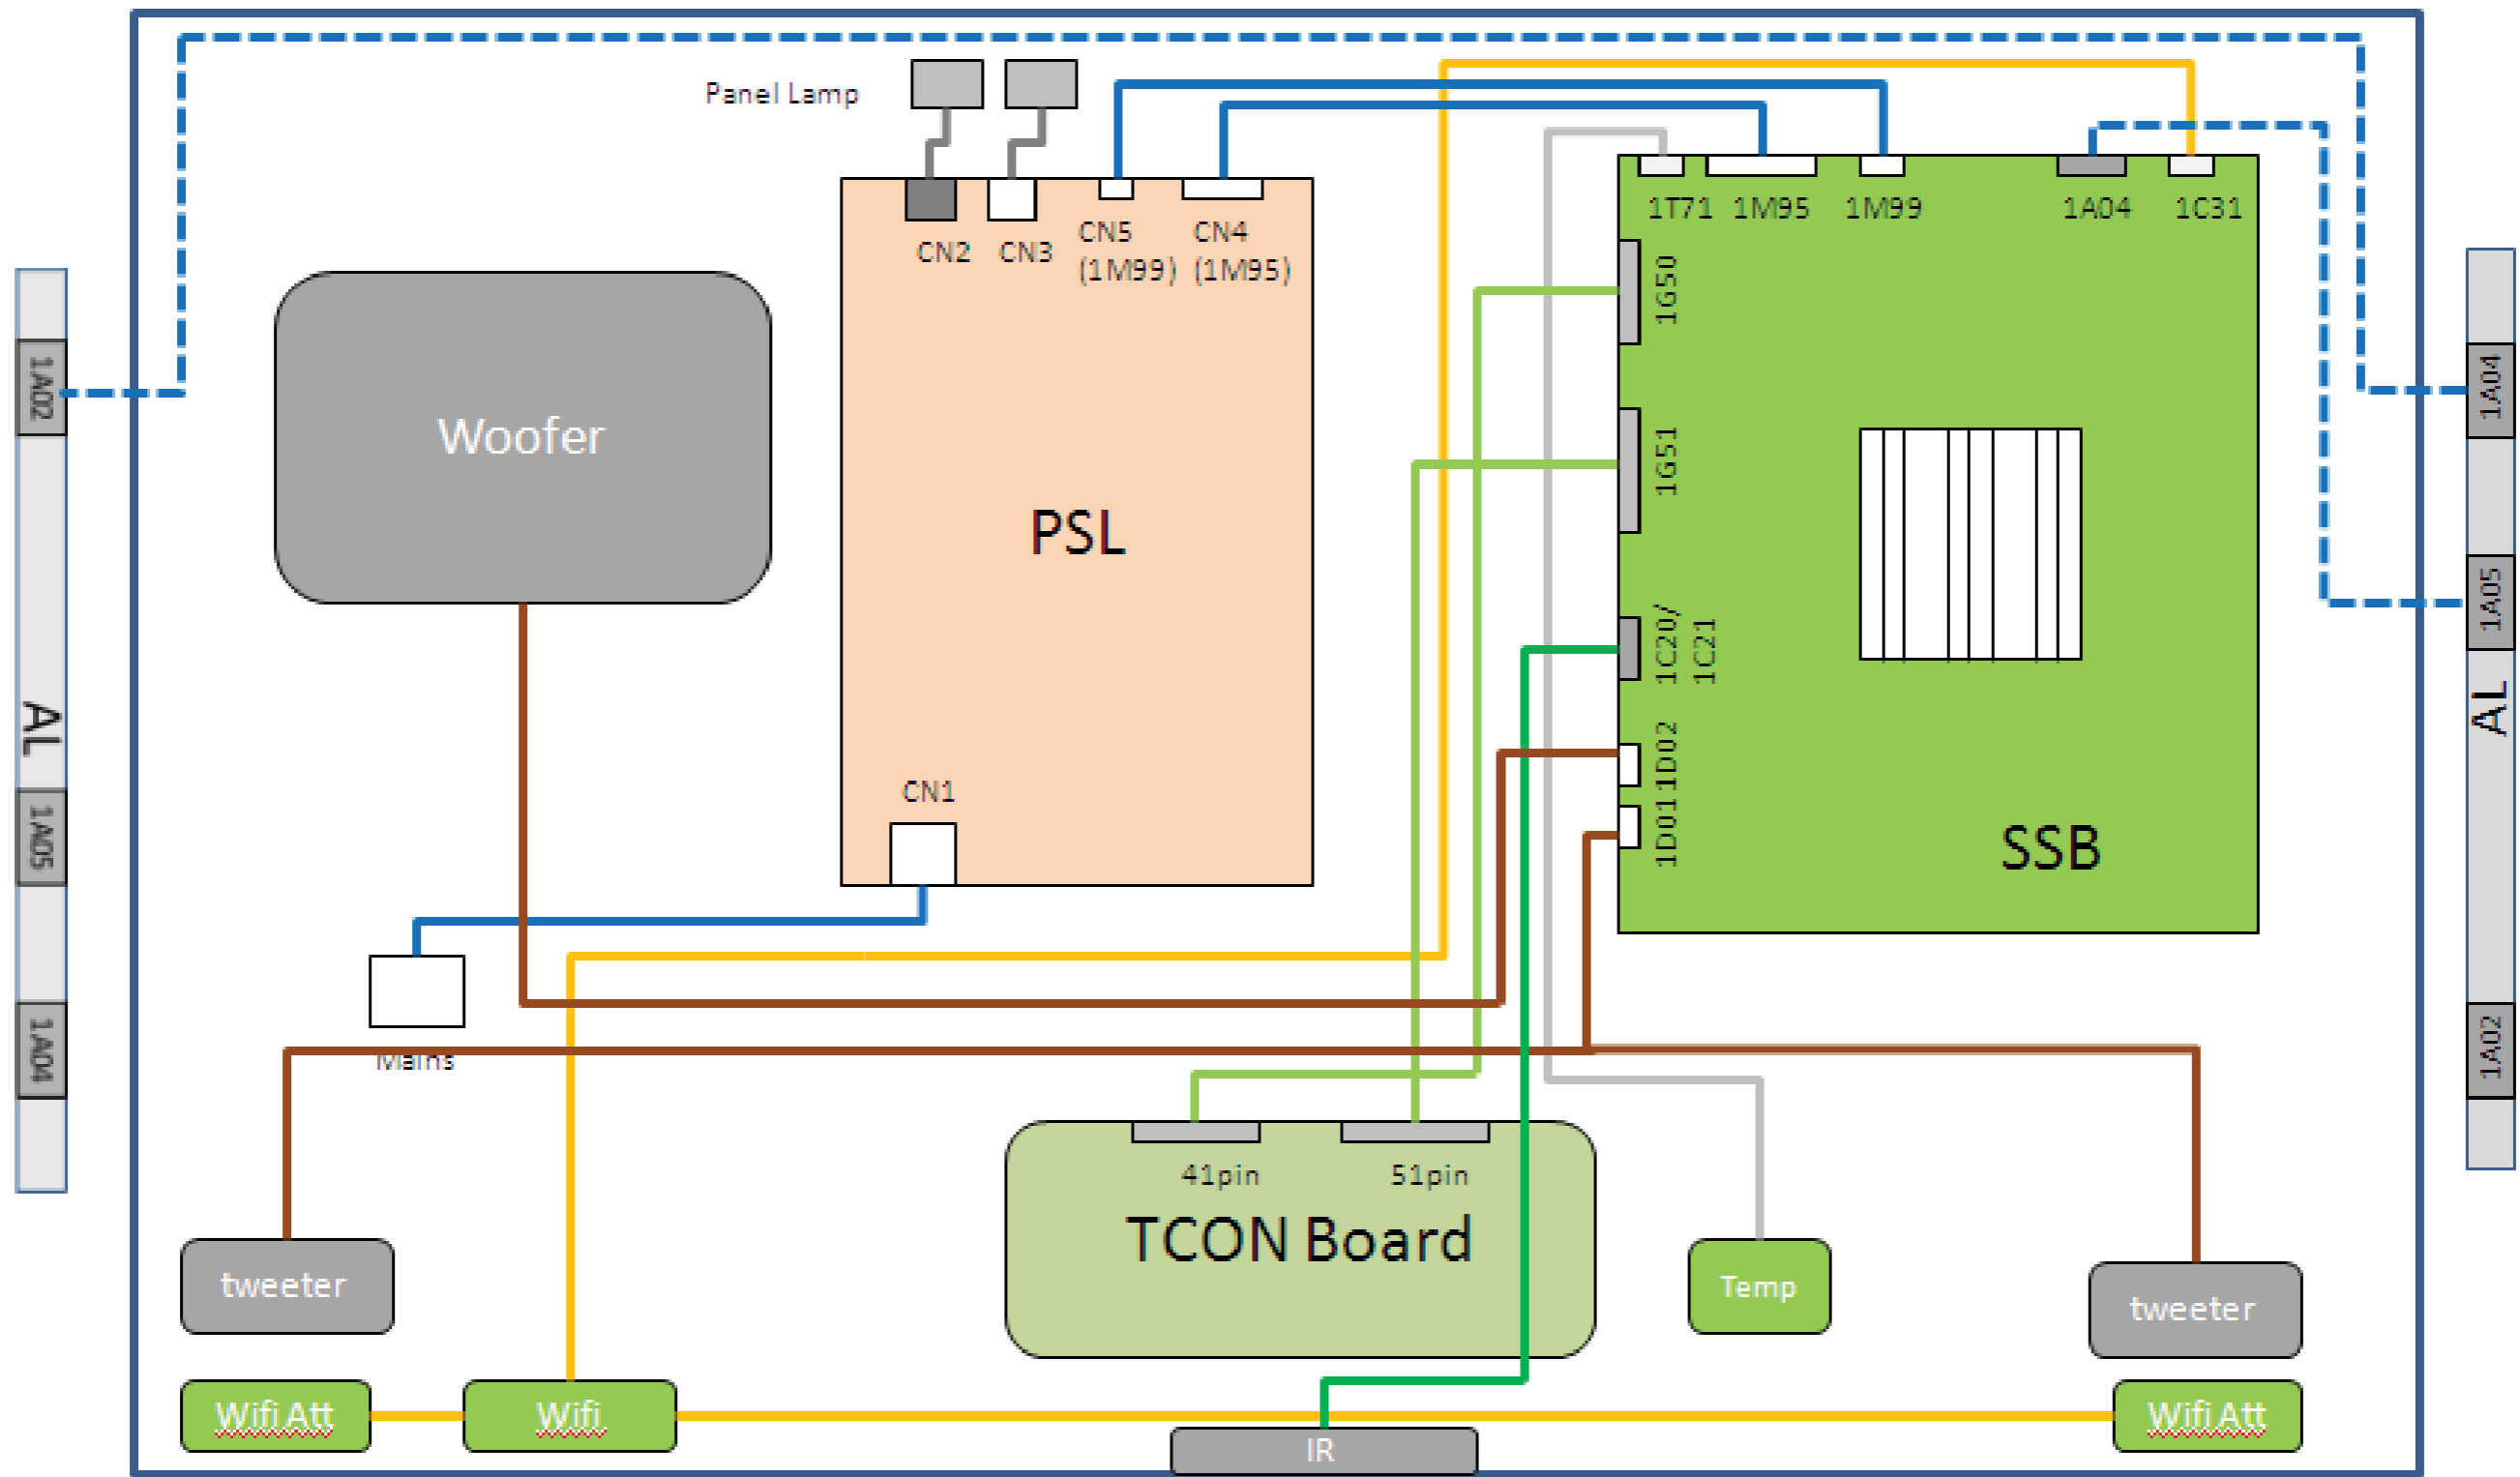 Panel Lamp
1T71 1M95 1M99 1A04 1C31
CN2 CN3
CN5
(1M99)
CN4
(1M95)
1G50
1A02
1A04
Woofer
1G51
PSL
1A05
1C20/
1C21
AL
AL
1D02
CN1
1D01
1A05
SSB
Mains
1A04
1A02
41pin 51pin
TCON Board
tweeter
Temp
tweeter
Wifi Att
Wifi
Wifi Att
IR